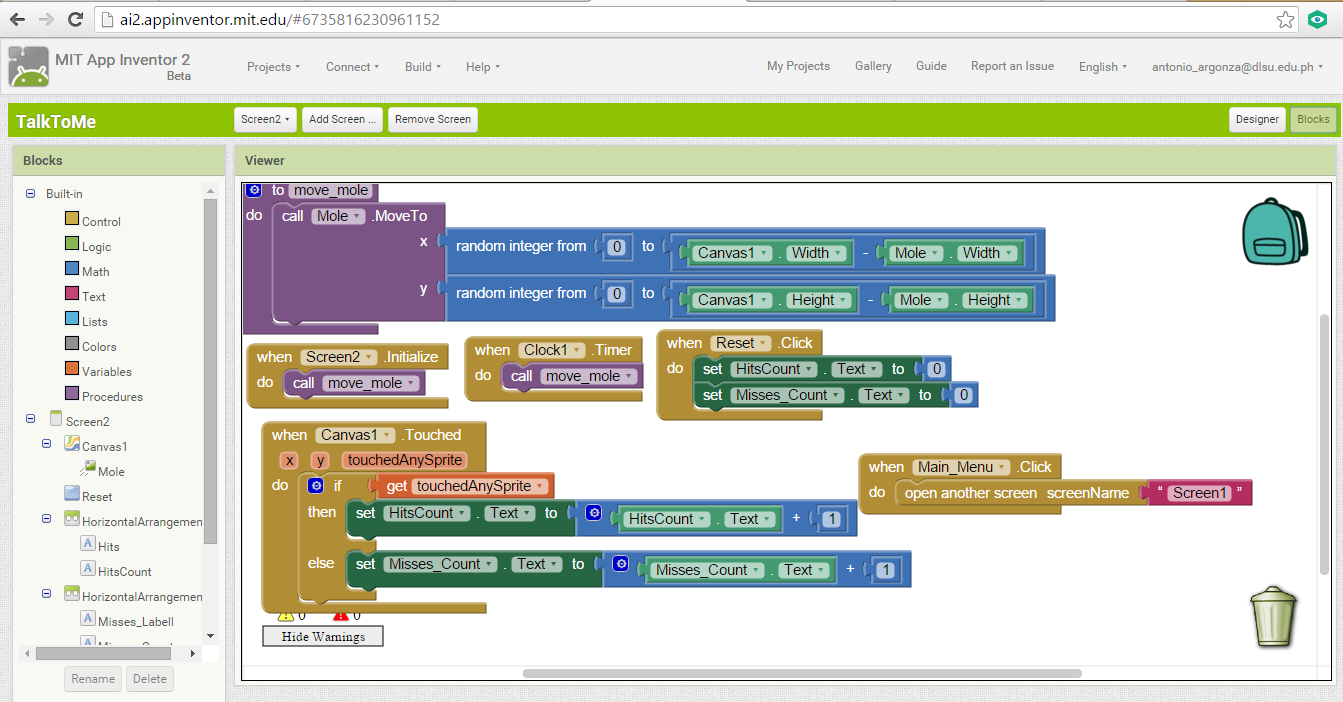 ai2.appinventor.mit.edu/#6735816230961152
MIT App Inventor 2
Beta
Projects Connect Build Help My Projects Gallery Guide Report an Issue English antonio_argonza@dlsu.edu.ph
TalkToMe Screen2 Add Screen ... Remove Screen Designer Blocks
Blocks
Built-in
Control
Logic
Math
Text
Lists
Colors
Variables
Procedures
Screen2
Canvas1
Mole
Reset
HorizontalArrangemen
Hits
HitsCount
HorizontalArrangemen
Misses_Labell
Rename Delete
Viewer
to move_mole
do call Mole .MoveTo
x random integer from 0 to Canvas1 . Width - Mole . Width
y random integer from 0 to Canvas1 . Height - Mole . Height
when Screen2 .Initialize
do call move_mole
when Clock1 .Timer
do call move_mole
when Reset .Click
do set HitsCount . Text to 0
set Misses_Count . Text to 0
when Canvas1 .Touched
x y touchedAnySprite
do if get touchedAnySprite
then set HitsCount . Text to HitsCount . Text + 1
else set Misses_Count . Text to Misses_Count . Text + 1
when Main_Menu .Click
do open another screen screenName " Screen1 "
0 0
Hide Warnings